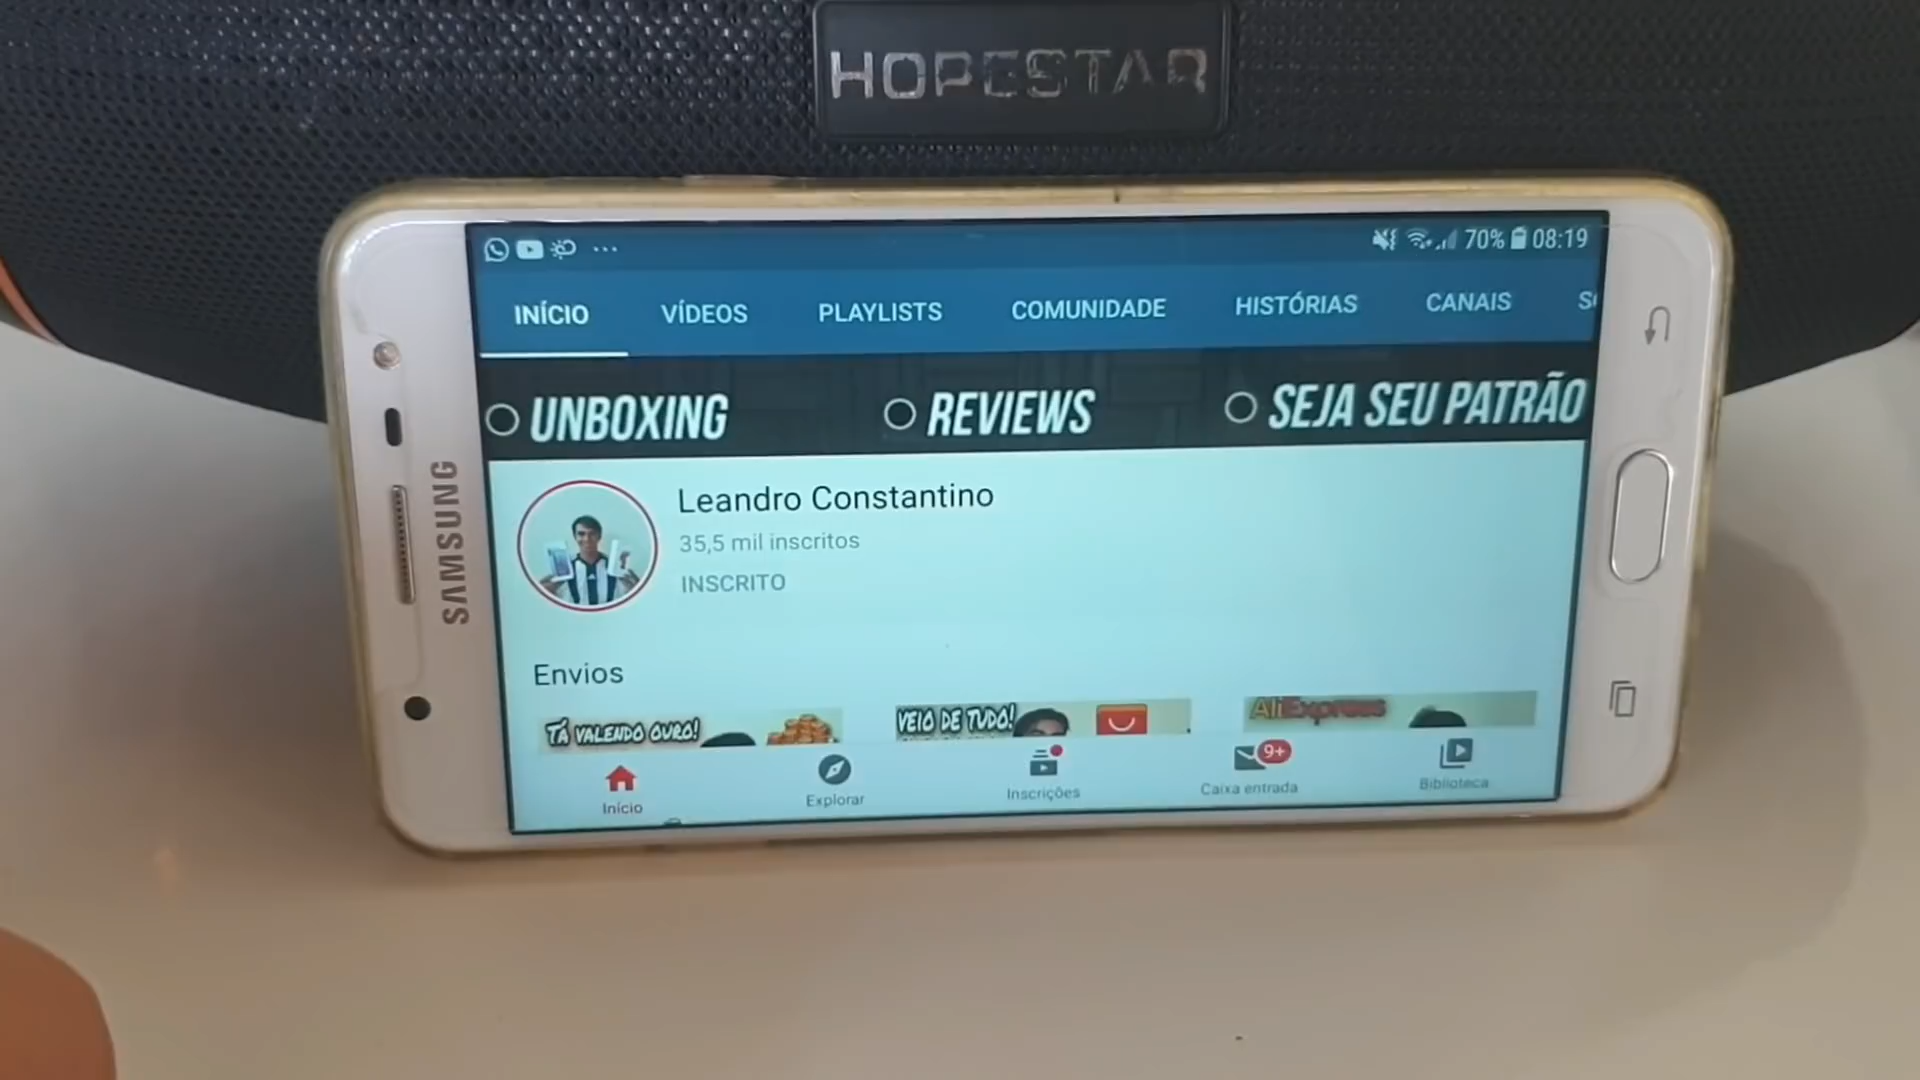 HOPESTAR
SAMSUNG
70% 08:19
INÍCIO VÍDEOS PLAYLISTS COMUNIDADE HISTÓRIAS CANAIS
UNBOXING REVIEWS SEJA SEU PATRÃO
Leandro Constantino
35,5 mil inscritos
INSCRITO
Envios
TÁ VALENDO OURO! VEIO DE TUDO! AliExpress
9+
Início Explorar Inscrições Caixa entrada Biblioteca